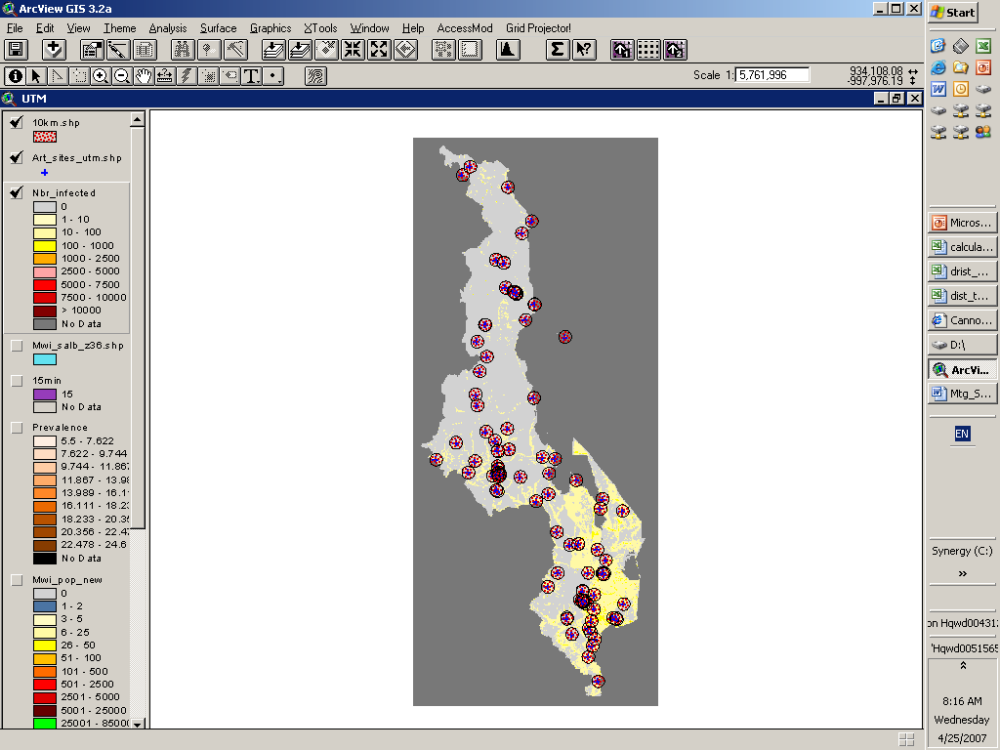 ArcView GIS 3.2a
File Edit View Theme Analysis Surface Graphics XTools Window Help AccessMod Grid Projector!
Scale 1: 5,761,996
934,108.08
-997,976.19
UTM
10km.shp
Art_sites_utm.shp
Nbr_infected
0
1 - 10
10 - 100
100 - 1000
1000 - 2500
2500 - 5000
5000 - 7500
7500 - 10000
> 10000
No Data
Mwi_salb_z36.shp
15min
15
No Data
Prevalence
5.5 - 7.622
7.622 - 9.744
9.744 - 11.867
11.867 - 13.98
13.989 - 16.11
16.111 - 18.23
18.233 - 20.35
20.356 - 22.47
22.478 - 24.6
No Data
Mwi_pop_new
0
1 - 2
3 - 5
6 - 25
26 - 50
51 - 100
101 - 500
501 - 2500
2501 - 5000
5001 - 25000
25001 - 85000
Start
Micros...
calcula...
drist_...
dist_t...
Canno...
D:\
ArcVi...
Mtg_S...
EN
Synergy (C:)
»
on Hqwd00431
'Hqwd0051565
8:16 AM
Wednesday
4/25/2007